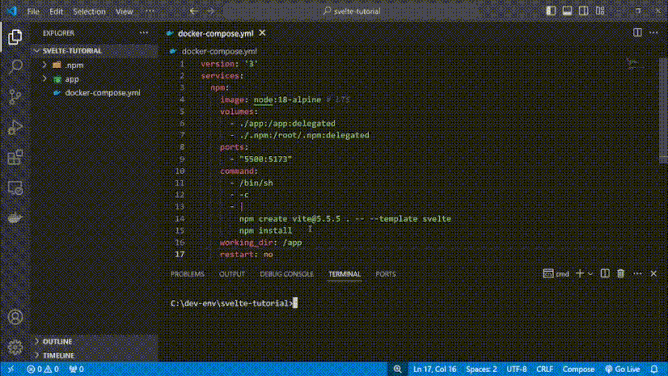 File Edit Selection View ... svelte-tutorial
EXPLORER ...
SVELTE-TUTORIAL
.npm
app
docker-compose.yml
OUTLINE
TIMELINE
docker-compose.yml
docker-compose.yml
1 version: '3'
2 services:
3 npm:
4 image: node:18-alpine # LTS
5 volumes:
6 - ./app:/app:delegated
7 - ./.npm:/root/.npm:delegated
8 ports:
9 - "5500:5173"
10 command:
11 - /bin/sh
12 - -c
13 - |
14 npm create vite@5.5.5 . -- --template svelte
15 npm install
16 working_dir: /app
17 restart: no
PROBLEMS OUTPUT DEBUG CONSOLE TERMINAL PORTS cmd
C:\dev-env\svelte-tutorial>
0 0 0 Ln 17, Col 16 Spaces: 2 UTF-8 CRLF Compose Go Live